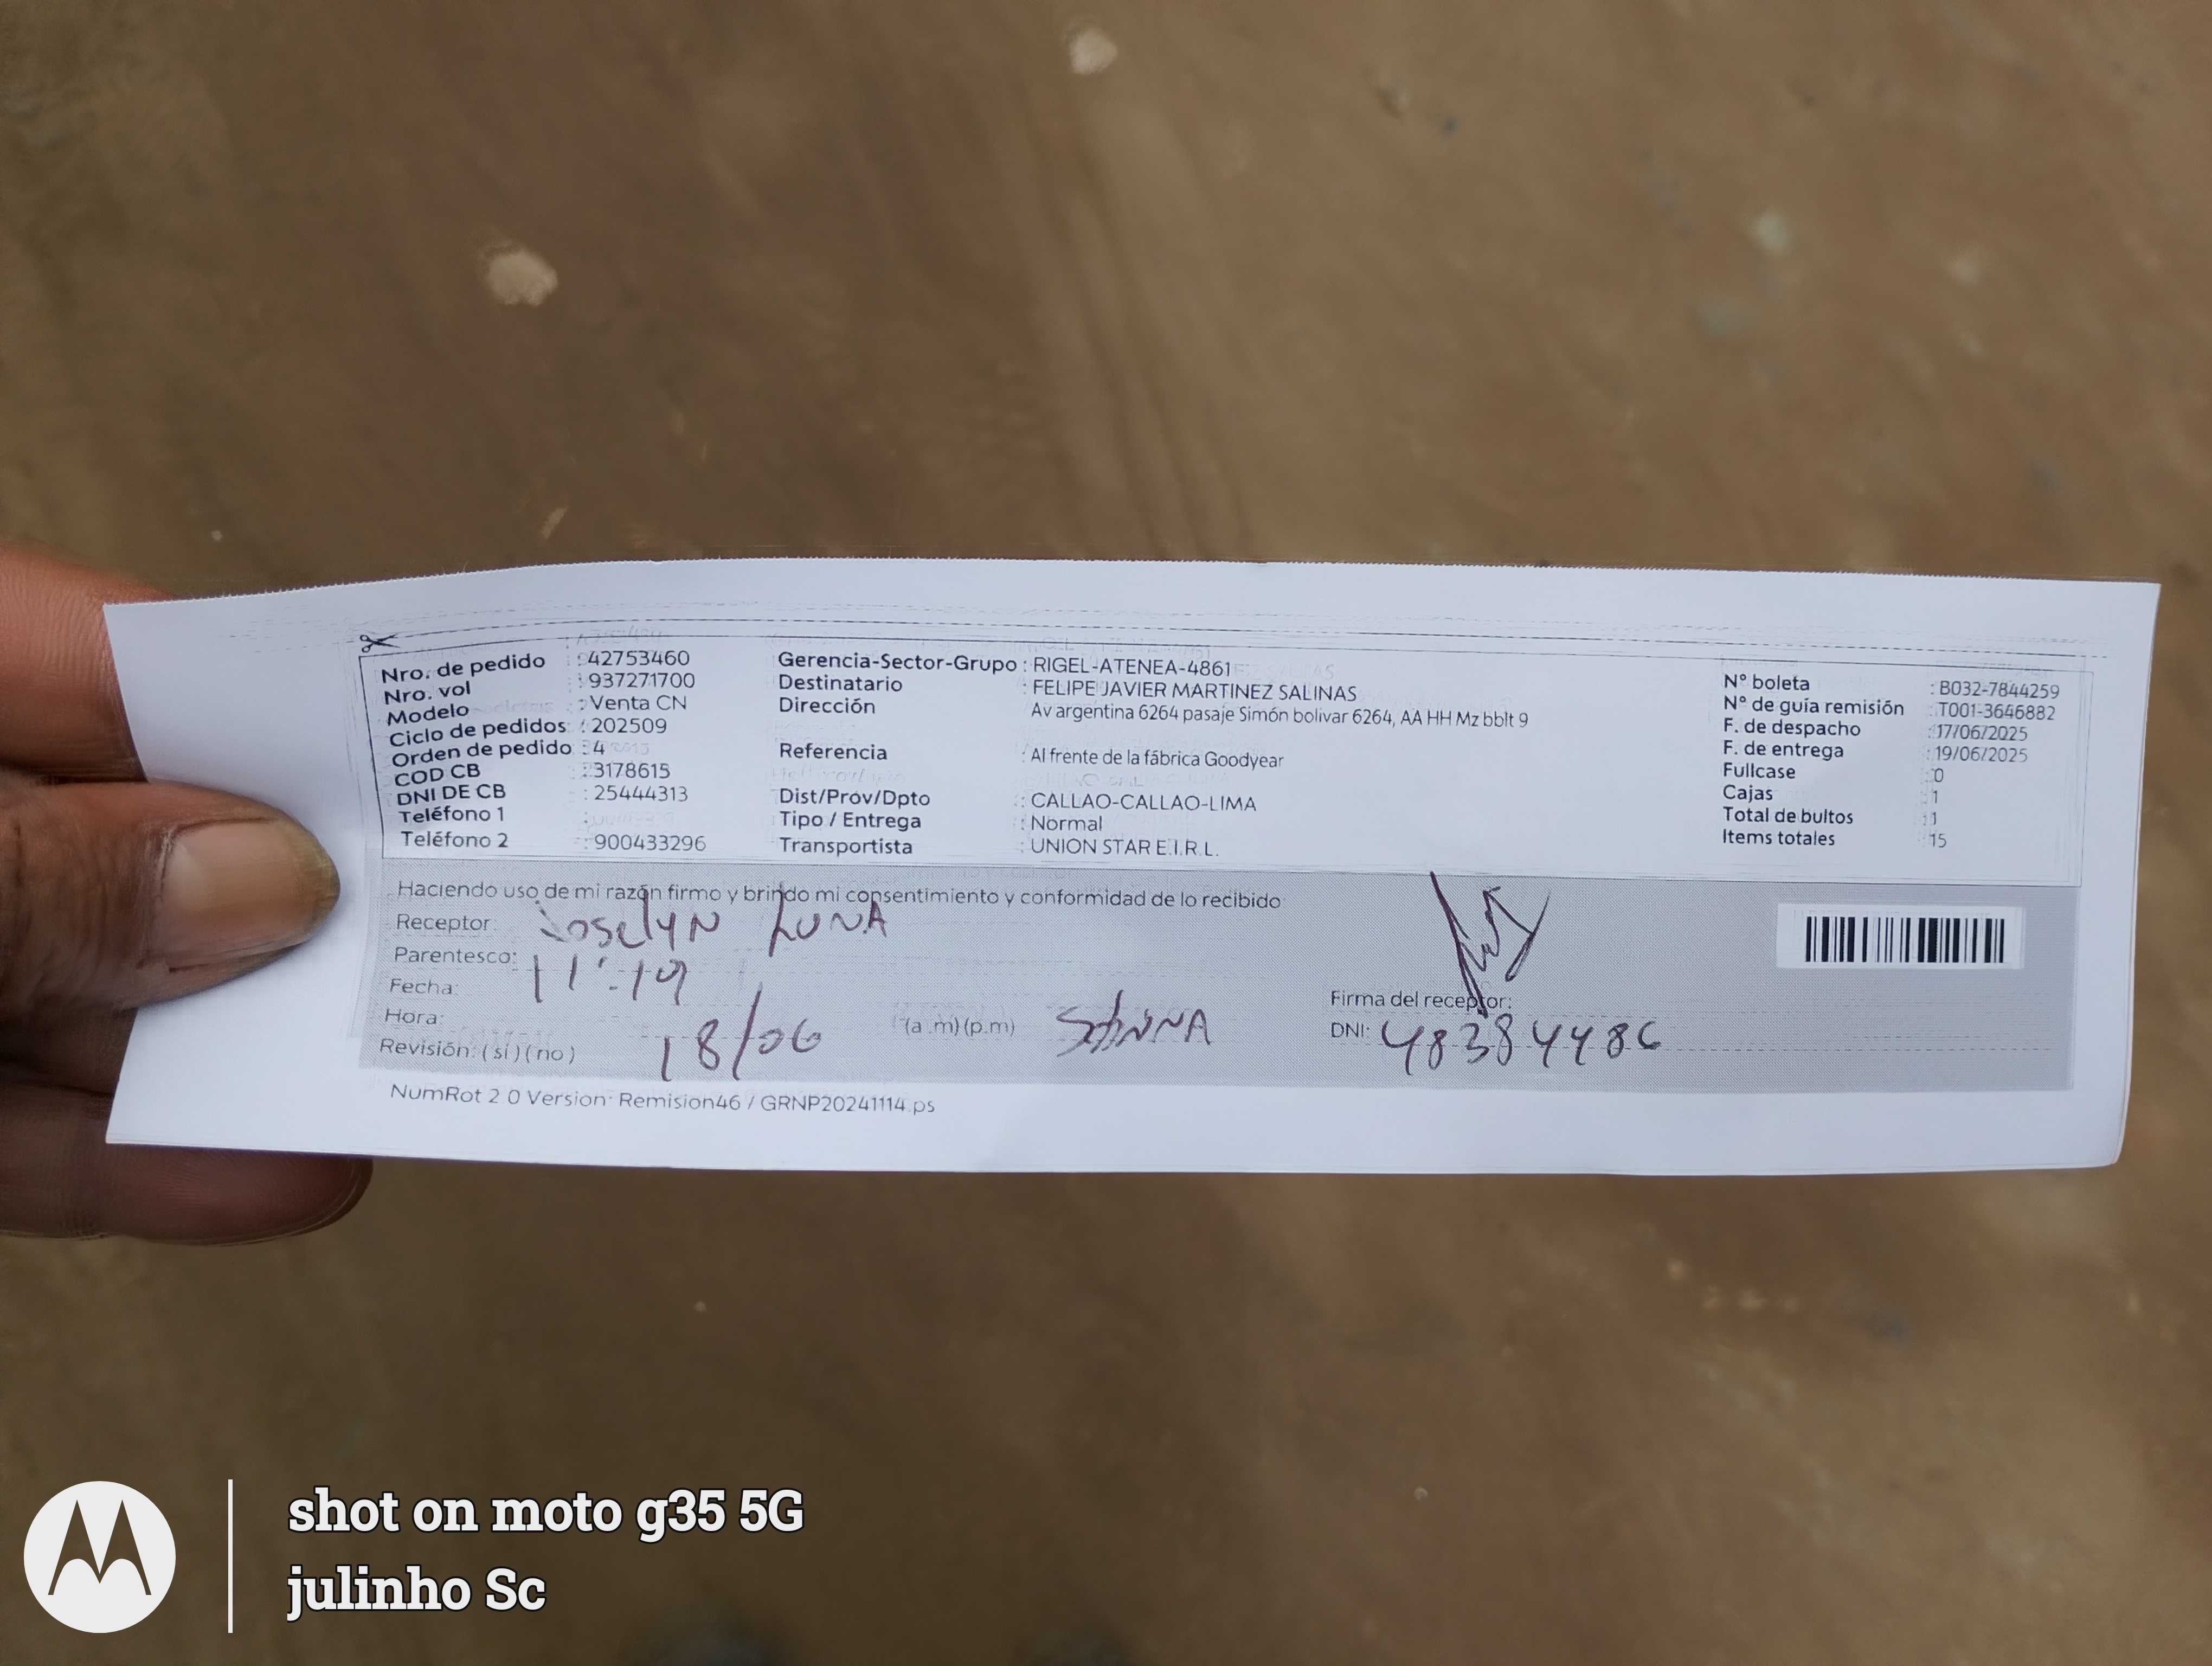 Nro. de pedido : 42753460
Nro. vol : 937271700
Modelo : Venta CN
Ciclo de pedidos : 202509
Orden de pedido : 4
COD CB : 3178615
DNI DE CB : 25444313
Teléfono 1 :
Teléfono 2 : 900433296
Gerencia-Sector-Grupo : RIGEL-ATENEA-4861
Destinatario : FELIPE JAVIER MARTINEZ SALINAS
Dirección Av argentina 6264 pasaje Simón bolivar 6264, AA HH Mz bblt 9
Referencia : Al frente de la fábrica Goodyear
Dist/Prov/Dpto : CALLAO-CALLAO-LIMA
Tipo / Entrega : Normal
Transportista : UNION STAR E.I.R.L.
N° boleta : B032-7844259
N° de guía remisión : T001-3646882
F. de despacho : 17/06/2025
F. de entrega : 19/06/2025
Fullcase : 0
Cajas : 1
Total de bultos : 1
Items totales : 15
Haciendo uso de mi razón firmo y brindo mi consentimiento y conformidad de lo recibido
Receptor: Joselyn LUNA
Parentesco:
Fecha: 11:19
Hora: 18/06 (a.m) (p.m)
Revisión: (si) (no)
Firma del receptor:
DNI: 48384486
NumRot 2 0 Version: Remision46 / GRNP20241114.ps
shot on moto g35 5G
julinho Sc